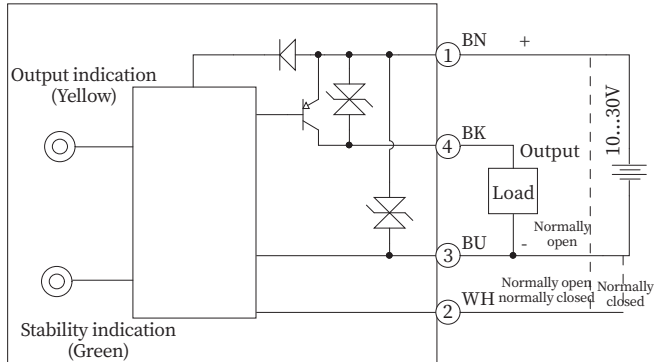 Output indication
(Yellow)
Stability indication
(Green)
1
BN
+
4
BK
Output
Load
10...30V
3
BU
-
Normally
open
2
WH
Normally open
normally closed
Normally
closed